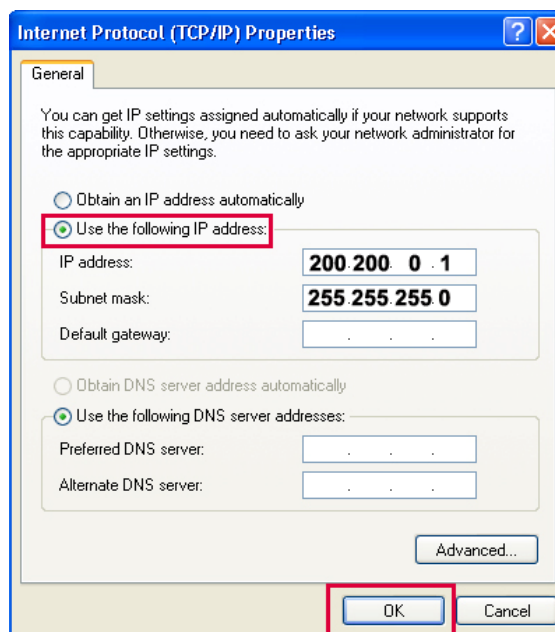 Internet Protocol (TCP/IP) Properties
General
You can get IP settings assigned automatically if your network supports
this capability. Otherwise, you need to ask your network administrator for
the appropriate IP settings.
Obtain an IP address automatically
Use the following IP address:
IP address: 200.200. 0 .1
Subnet mask: 255.255.255.0
Default gateway: . . .
Obtain DNS server address automatically
Use the following DNS server addresses:
Preferred DNS server: . . .
Alternate DNS server: . . .
Advanced...
OK Cancel